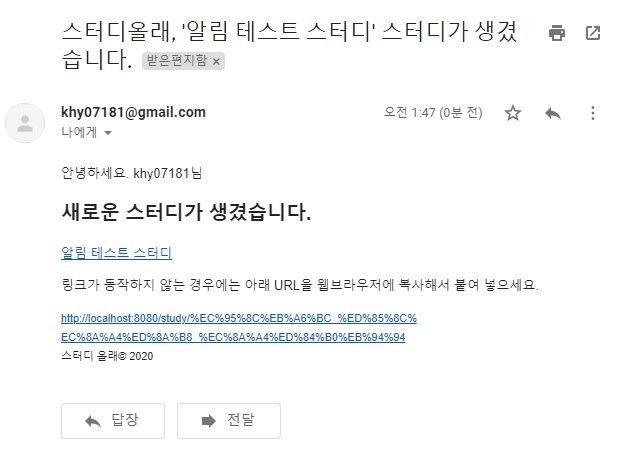 스터디올래, '알림 테스트 스터디' 스터디가 생겼
습니다. 받은편지함 ×
khy07181@gmail.com 오전 1:47 (0분 전)
나에게
안녕하세요. khy07181님
새로운 스터디가 생겼습니다.
알림 테스트 스터디
링크가 동작하지 않는 경우에는 아래 URL을 웹브라우저에 복사해서 붙여 넣으세요.
http://localhost:8080/study/%EC%95%8C%EB%A6%BC_%ED%85%8C%
EC%8A%A4%ED%8A%B8_%EC%8A%A4%ED%84%B0%EB%94%94
스터디 올래© 2020
답장 전달